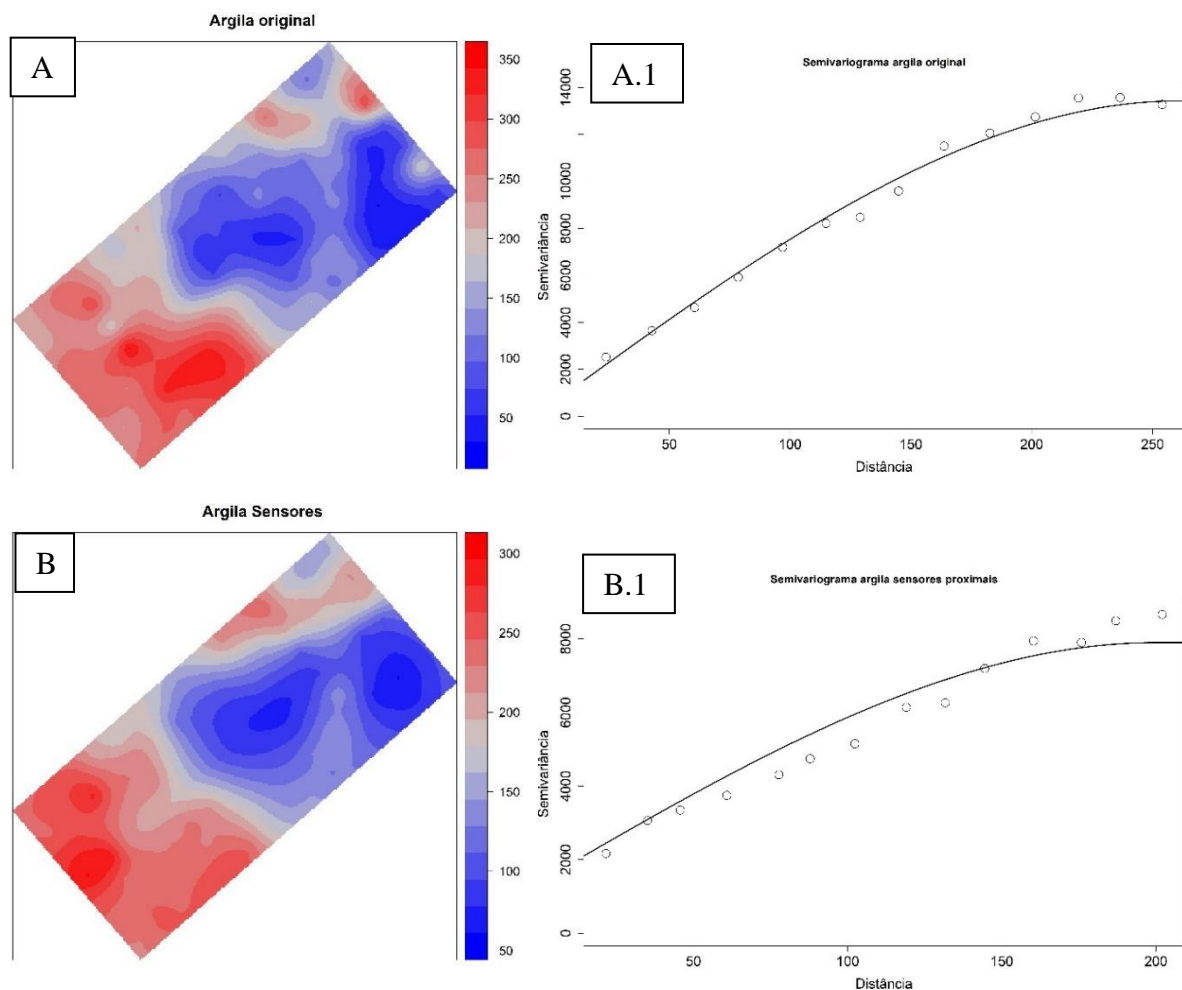 Argila original
A
350
300
250
200
150
100
50
A.1
Semivariograma argila original
14000
10000
8000
6000
4000
2000
0
Semivariância
50 100 150 200 250
Distância
Argila Sensores
B
300
250
200
150
100
50
B.1
Semivariograma argila sensores proximais
8000
6000
4000
2000
0
Semivariância
50 100 150 200
Distância